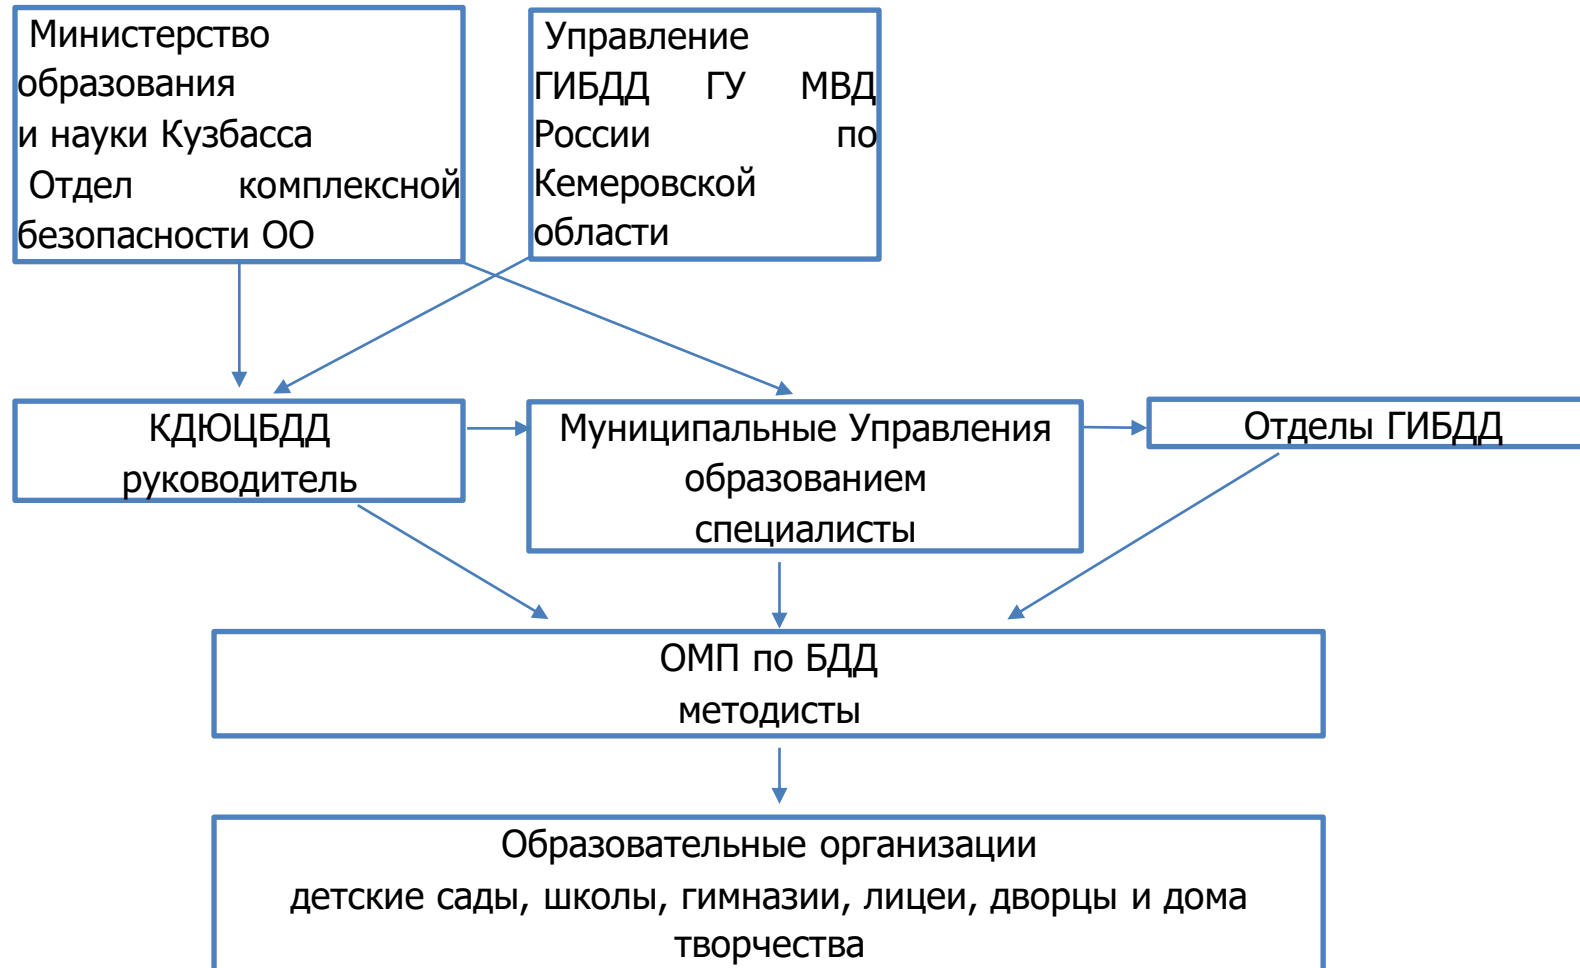 Министерство
образования
и науки Кузбасса
Отдел комплексной
безопасности ОО
Управление
ГИБДД ГУ МВД
России по
Кемеровской
области
КДЮЦБДД
руководитель
Муниципальные Управления
образованием
специалисты
Отделы ГИБДД
ОМП по БДД
методисты
Образовательные организации
детские сады, школы, гимназии, лицеи, дворцы и дома
творчества